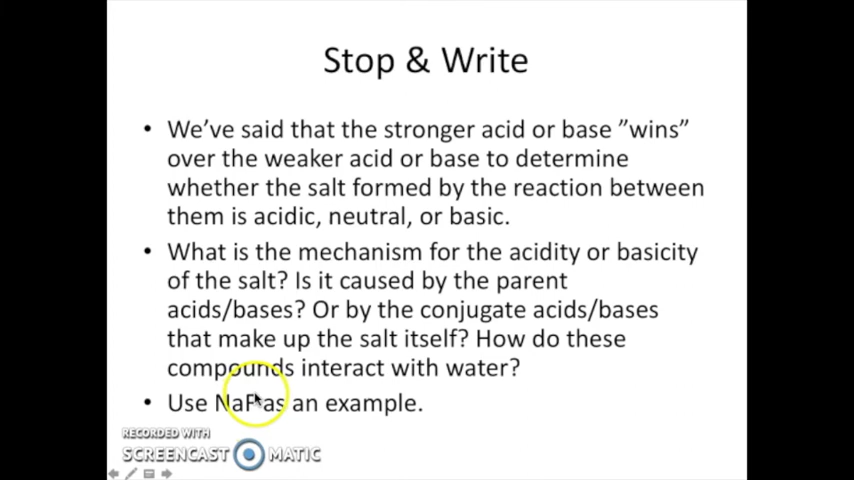 Stop & Write
• We've said that the stronger acid or base ”wins”
over the weaker acid or base to determine
whether the salt formed by the reaction between
them is acidic, neutral, or basic.
• What is the mechanism for the acidity or basicity
of the salt? Is it caused by the parent
acids/bases? Or by the conjugate acids/bases
that make up the salt itself? How do these
compounds interact with water?
• Use NaF as an example.
RECORDED WITH
SCREENCAST MATIC